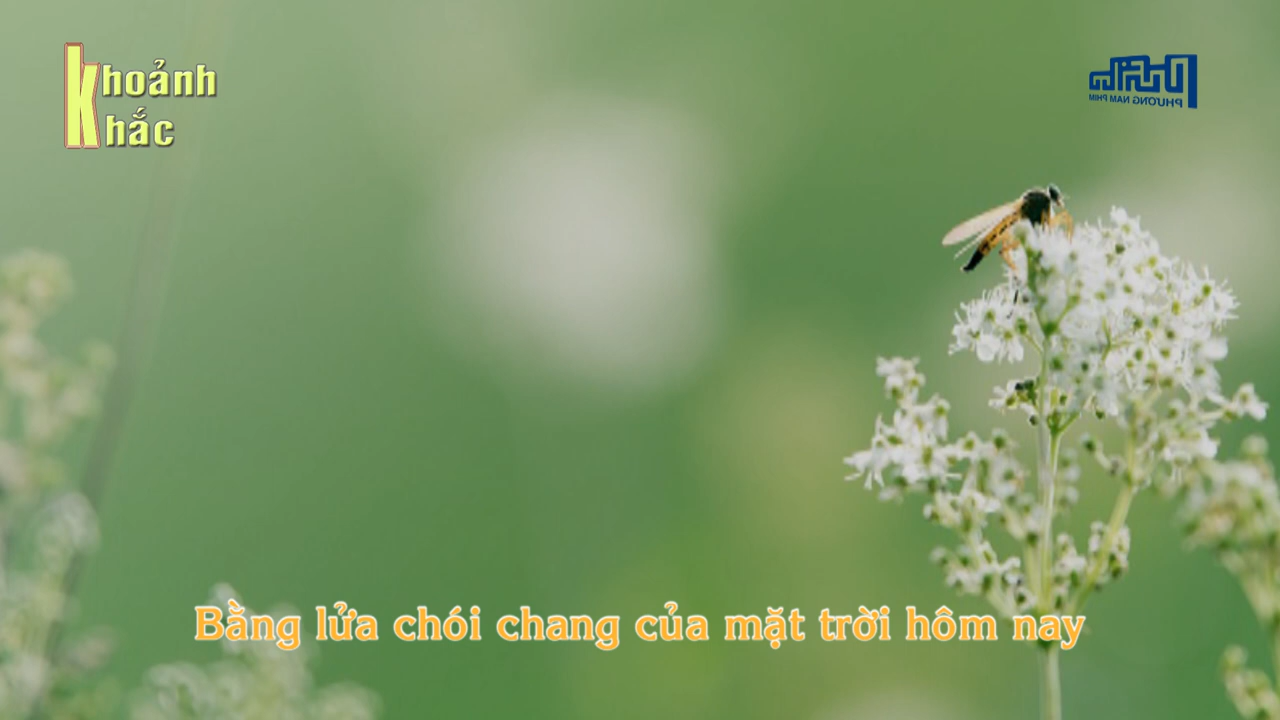 Khoảnh
Khắc
PHƯƠNG NAM PHIM
Bằng lửa chói chang của mặt trời hôm nay